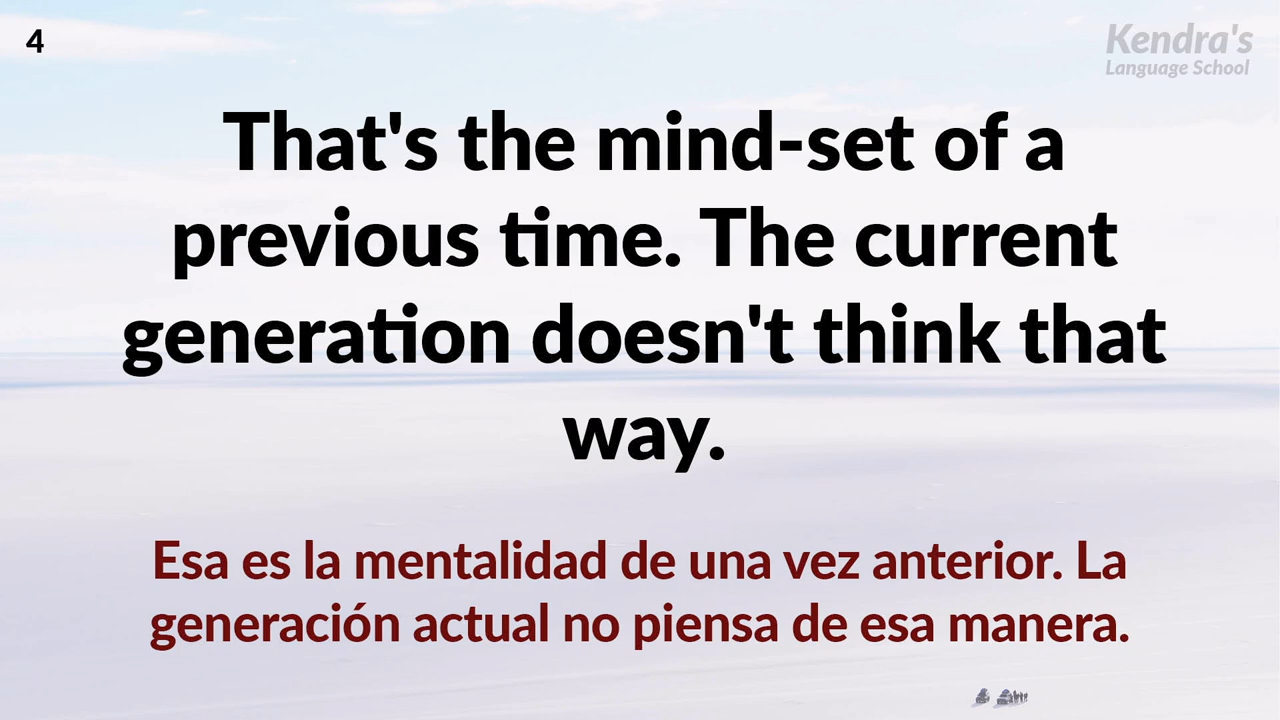 4
Kendra's
Language School
That's the mind-set of a
previous time. The current
generation doesn't think that
way.
Esa es la mentalidad de una vez anterior. La
generación actual no piensa de esa manera.